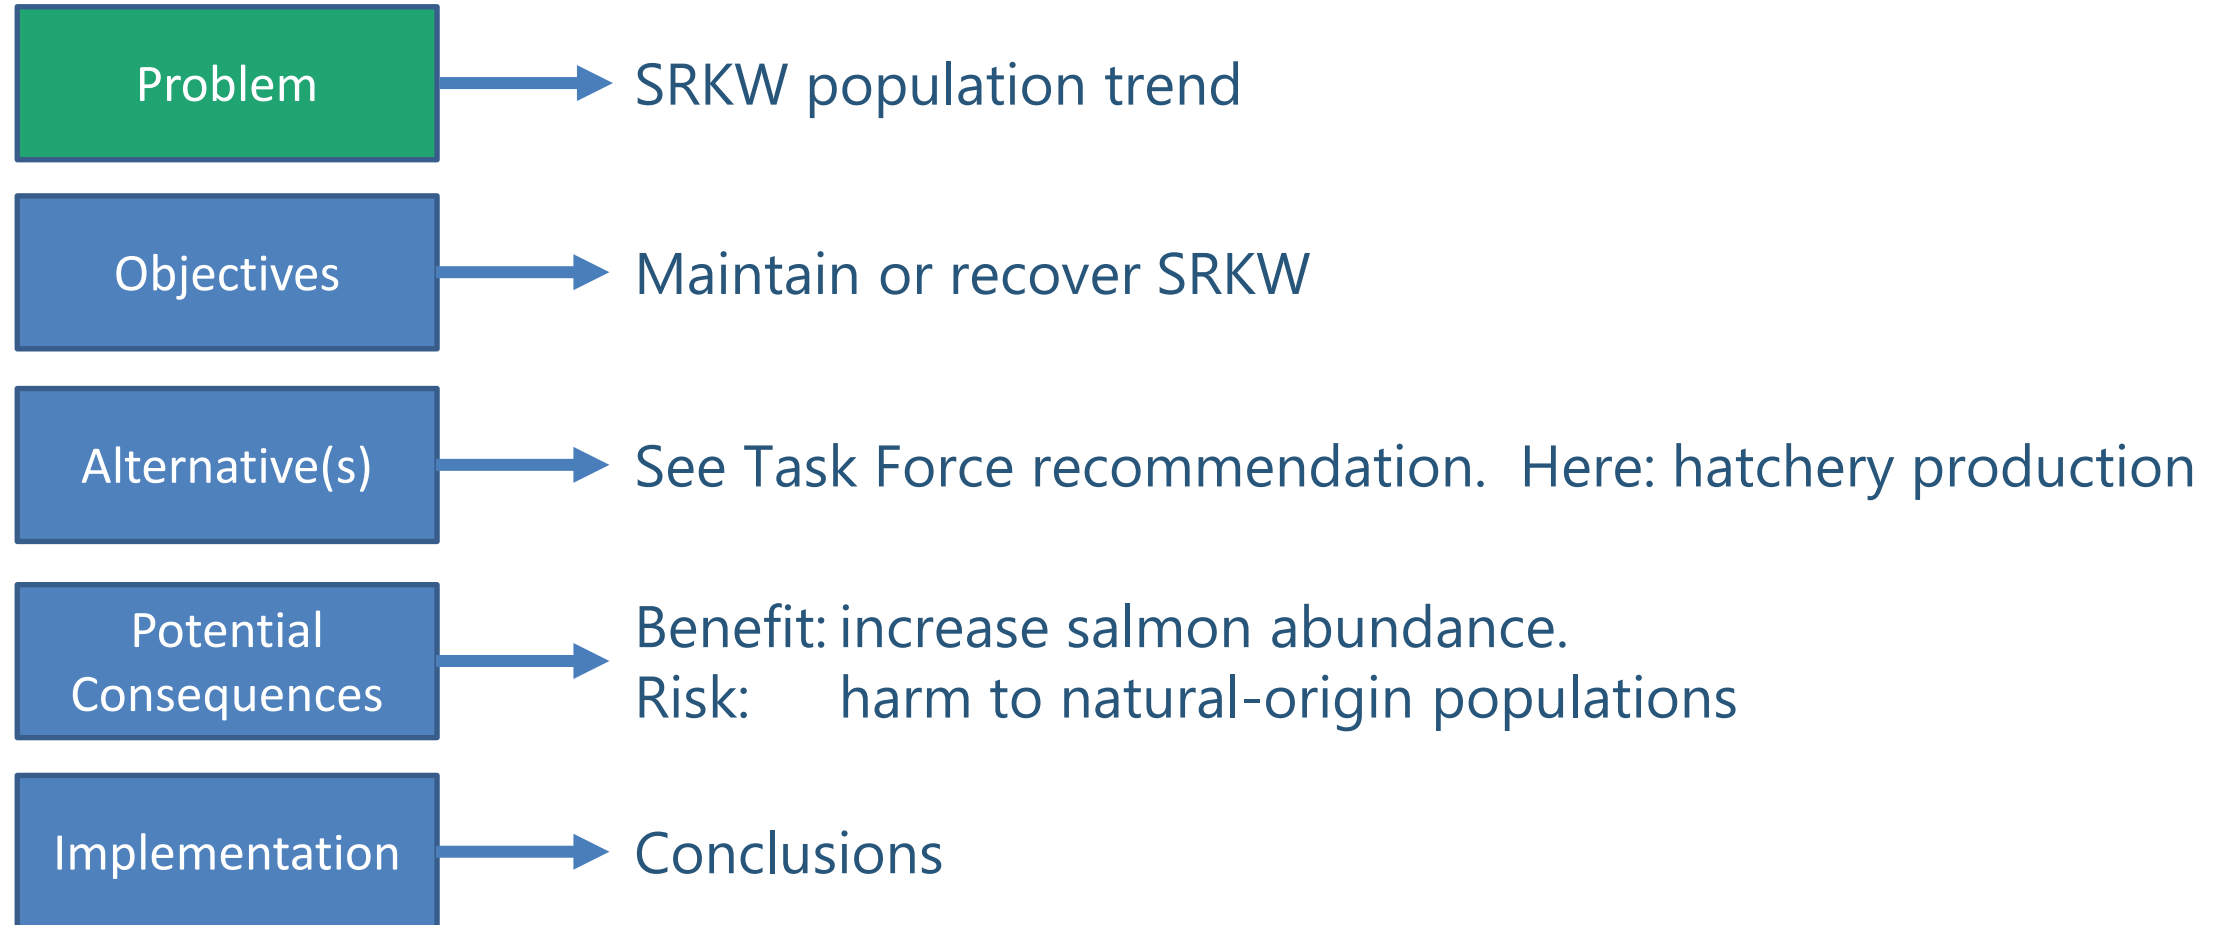 Problem
SRKW population trend
Objectives
Maintain or recover SRKW
Alternative(s)
See Task Force recommendation.  Here: hatchery production
Potential
Consequences
Benefit: increase salmon abundance.
Risk: harm to natural-origin populations
Implementation
Conclusions